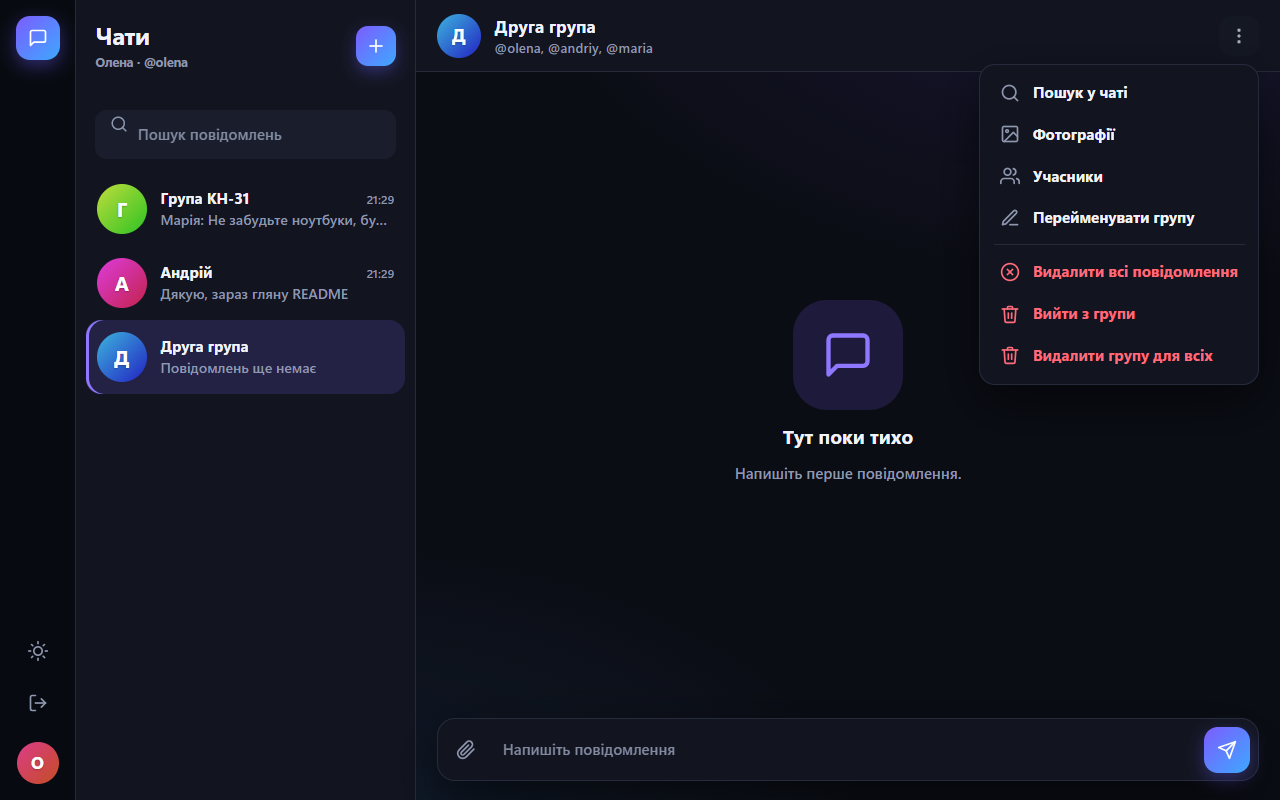 Чати
Олена · @olena
Пошук повідомлень
Г
Група КН-31
21:29
Марія: Не забудьте ноутбуки, бу...
А
Андрій
21:29
Дякую, зараз гляну README
Д
Друга група
Повідомлень ще немає
О
Д
Друга група
@olena, @andriy, @maria
Пошук у чаті
Фотографії
Учасники
Перейменувати групу
Видалити всі повідомлення
Вийти з групи
Видалити групу для всіх
Тут поки тихо
Напишіть перше повідомлення.
Напишіть повідомлення